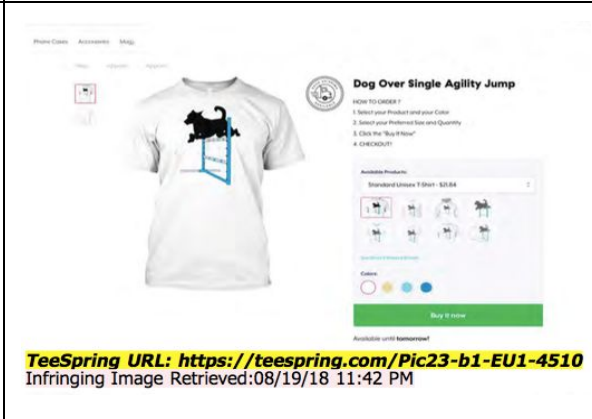 Phone Cases Accessories Mugs
Dog Over Single Agility Jump
HOW TO ORDER ?
1. Select your Product and your Color
2. Select your Preferred Size and Quantity
3. Click the "Buy it Now"
4. CHECKOUT!
Available Products:
Standard Unisex T-Shirt - $21.64
Colors
Buy it now
Available until tomorrow!
TeeSpring URL: https://teespring.com/Pic23-b1-EU1-4510
Infringing Image Retrieved:08/19/18 11:42 PM